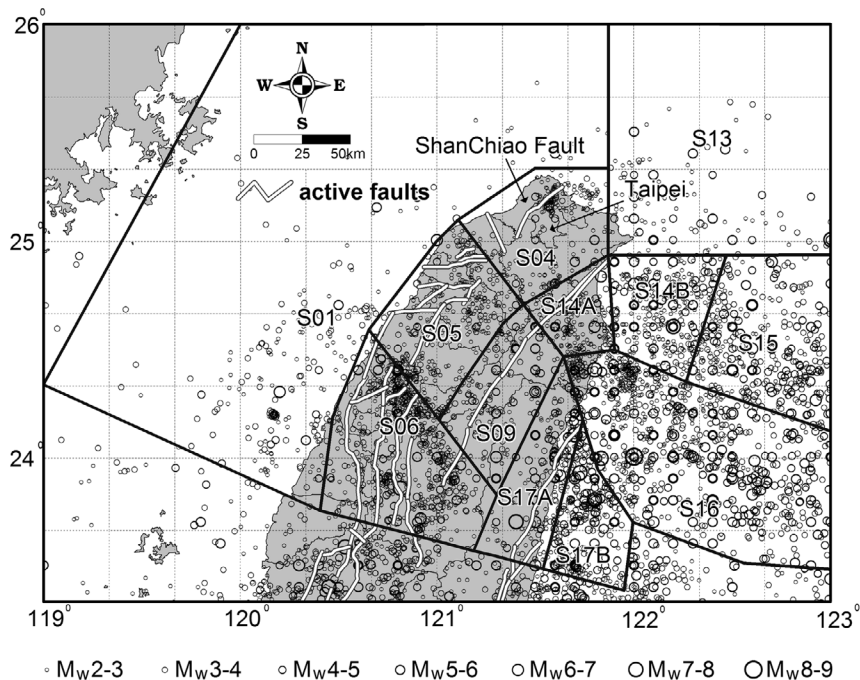 26°
N
W E
S
0 25 50km
active faults
ShanChiao Fault
Taipei
S13
25°
S04
S14A
S14B
S01
S05
S15
S06
S09
24°
S17A
S16
S17B
119° 120° 121° 122° 123°
Mw2-3 Mw3-4 Mw4-5 Mw5-6 Mw6-7 Mw7-8 Mw8-9